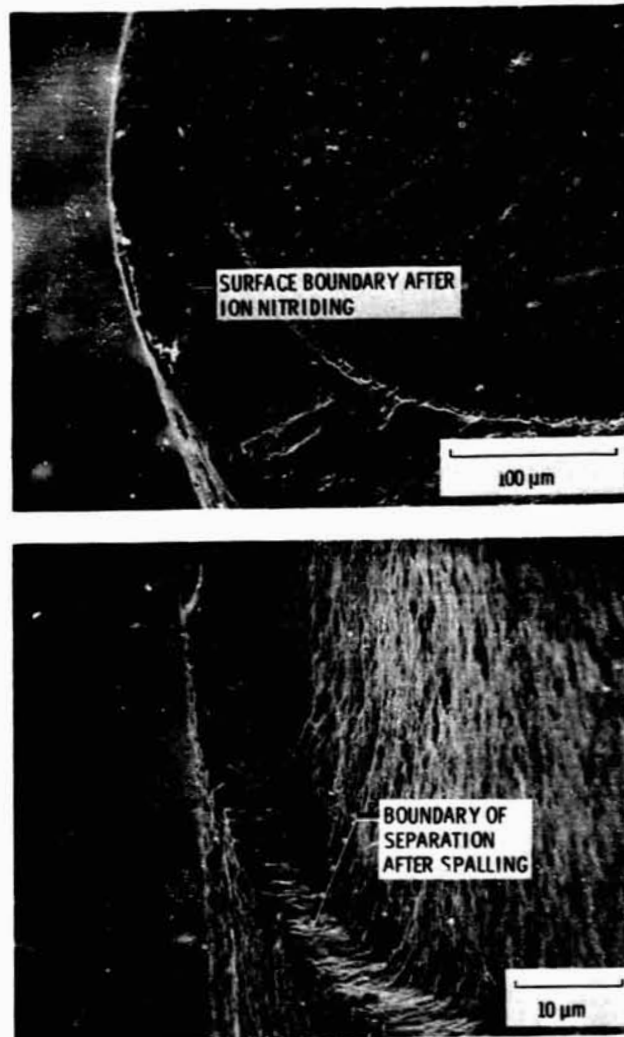 SURFACE BOUNDARY AFTER
ION NITRIDING
100 µm
BOUNDARY OF
SEPARATION
AFTER SPALLING
10 µm